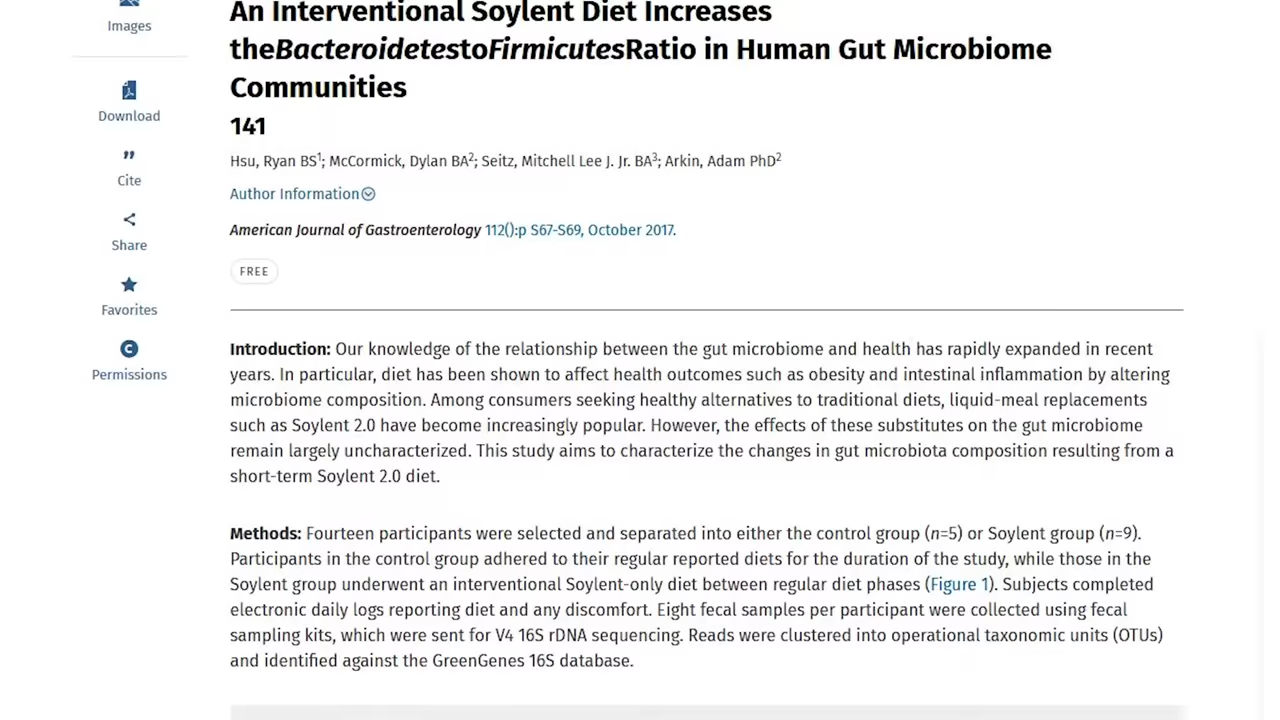 Images
Download
Cite
Share
Favorites
Permissions
An Interventional Soylent Diet Increases
theBacteroidetestoFirmicutesRatio in Human Gut Microbiome
Communities
141
Hsu, Ryan BS1; McCormick, Dylan BA2; Seitz, Mitchell Lee J. Jr. BA3; Arkin, Adam PhD2
Author Information
American Journal of Gastroenterology 112():p S67-S69, October 2017.
FREE
Introduction: Our knowledge of the relationship between the gut microbiome and health has rapidly expanded in recent
years. In particular, diet has been shown to affect health outcomes such as obesity and intestinal inflammation by altering
microbiome composition. Among consumers seeking healthy alternatives to traditional diets, liquid-meal replacements
such as Soylent 2.0 have become increasingly popular. However, the effects of these substitutes on the gut microbiome
remain largely uncharacterized. This study aims to characterize the changes in gut microbiota composition resulting from a
short-term Soylent 2.0 diet.
Methods: Fourteen participants were selected and separated into either the control group (n=5) or Soylent group (n=9).
Participants in the control group adhered to their regular reported diets for the duration of the study, while those in the
Soylent group underwent an interventional Soylent-only diet between regular diet phases (Figure 1). Subjects completed
electronic daily logs reporting diet and any discomfort. Eight fecal samples per participant were collected using fecal
sampling kits, which were sent for V4 16S rDNA sequencing. Reads were clustered into operational taxonomic units (OTUs)
and identified against the GreenGenes 16S database.